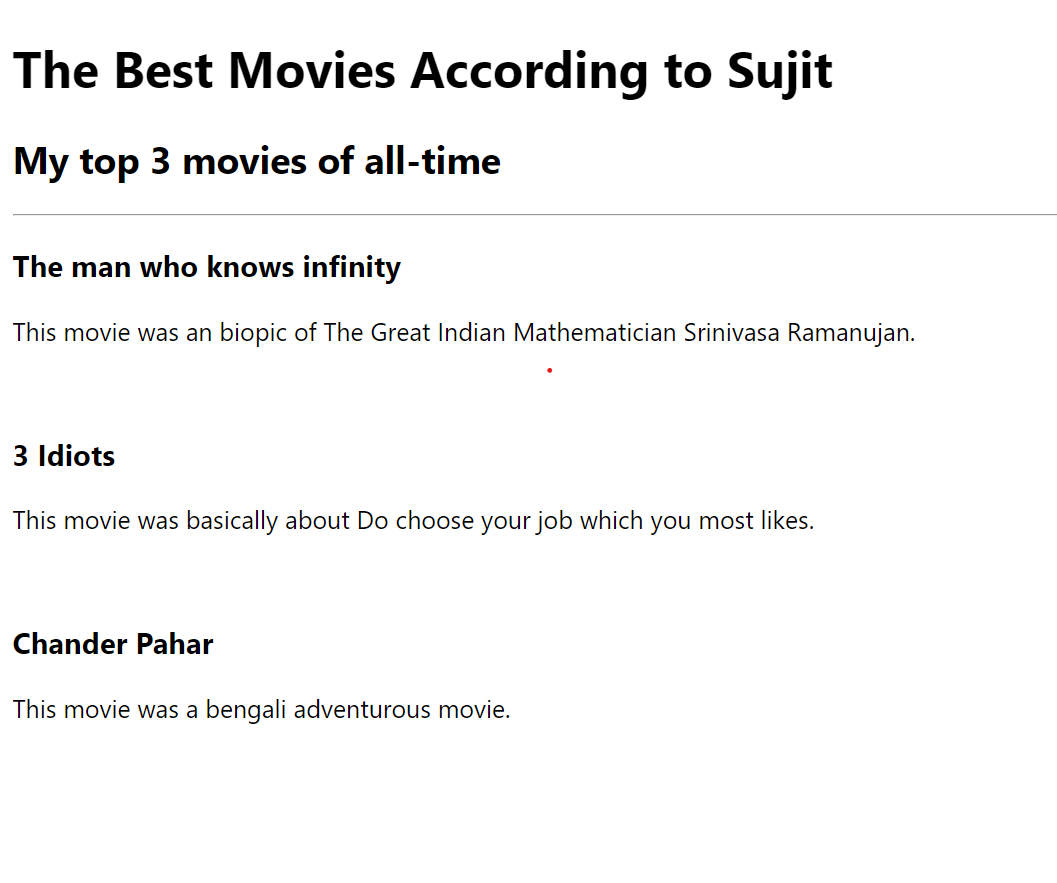 The Best Movies According to Sujit
My top 3 movies of all-time
The man who knows infinity
This movie was an biopic of The Great Indian Mathematician Srinivasa Ramanujan.
3 Idiots
This movie was basically about Do choose your job which you most likes.
Chander Pahar
This movie was a bengali adventurous movie.